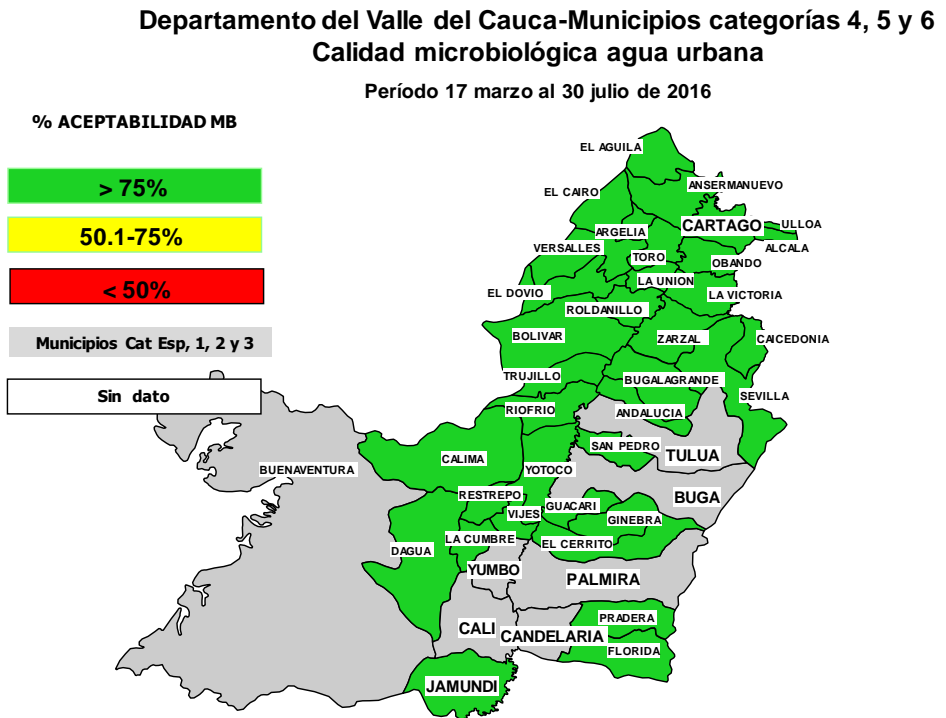 Departamento del Valle del Cauca-Municipios categorías 4, 5 y 6
Calidad microbiológica agua urbana
Período 17 marzo al 30 julio de 2016
% ACEPTABILIDAD MB
> 75%
50.1-75%
< 50%
Municipios Cat Esp, 1, 2 y 3
Sin dato
EL AGUILA
ANSERMANUEVO
EL CAIRO
CARTAGO
ULLOA
ARGELIA
ALCALA
VERSALLES
TORO
OBANDO
LA UNION
EL DOVIO
LA VICTORIA
ROLDANILLO
BOLIVAR
ZARZAL
CAICEDONIA
TRUJILLO
BUGALAGRANDE
SEVILLA
RIOFRIO
ANDALUCIA
SAN PEDRO
TULUA
CALIMA
BUENAVENTURA
YOTOCO
RESTREPO
BUGA
GUACARI
VIJES
GINEBRA
LA CUMBRE
EL CERRITO
DAGUA
YUMBO
PALMIRA
PRADERA
CALI
CANDELARIA
FLORIDA
JAMUNDI